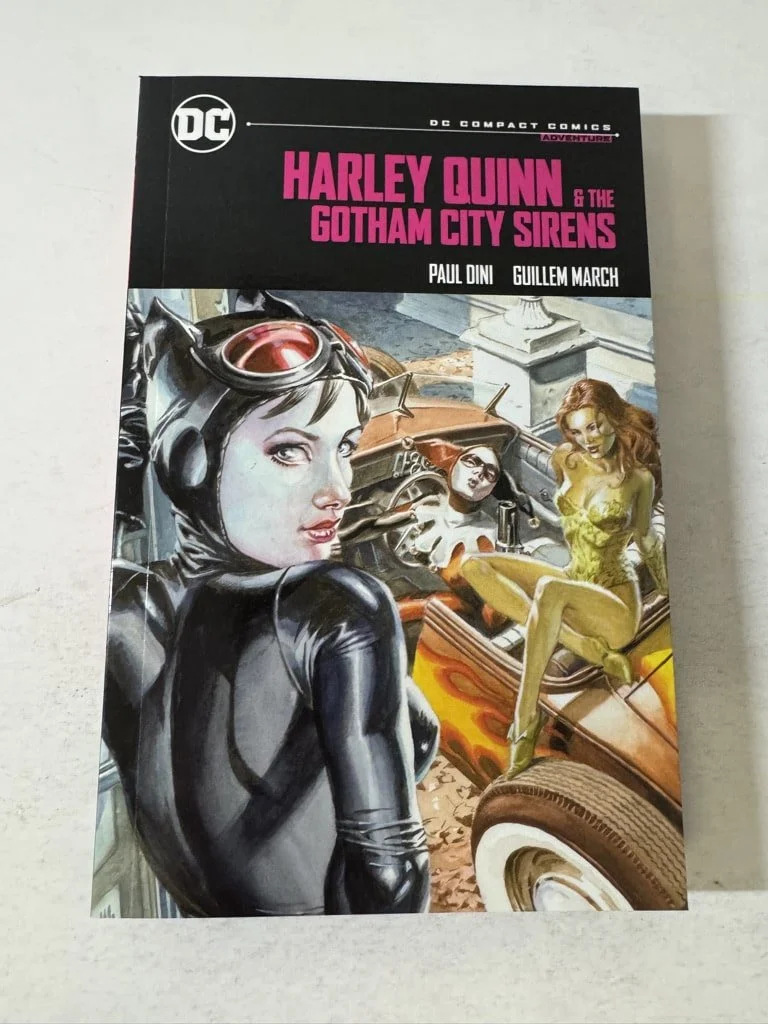 DC
DC COMPACT COMICS
ADVENTURE
HARLEY QUINN & THE
GOTHAM CITY SIRENS
PAUL DINI GUILLEM MARCH